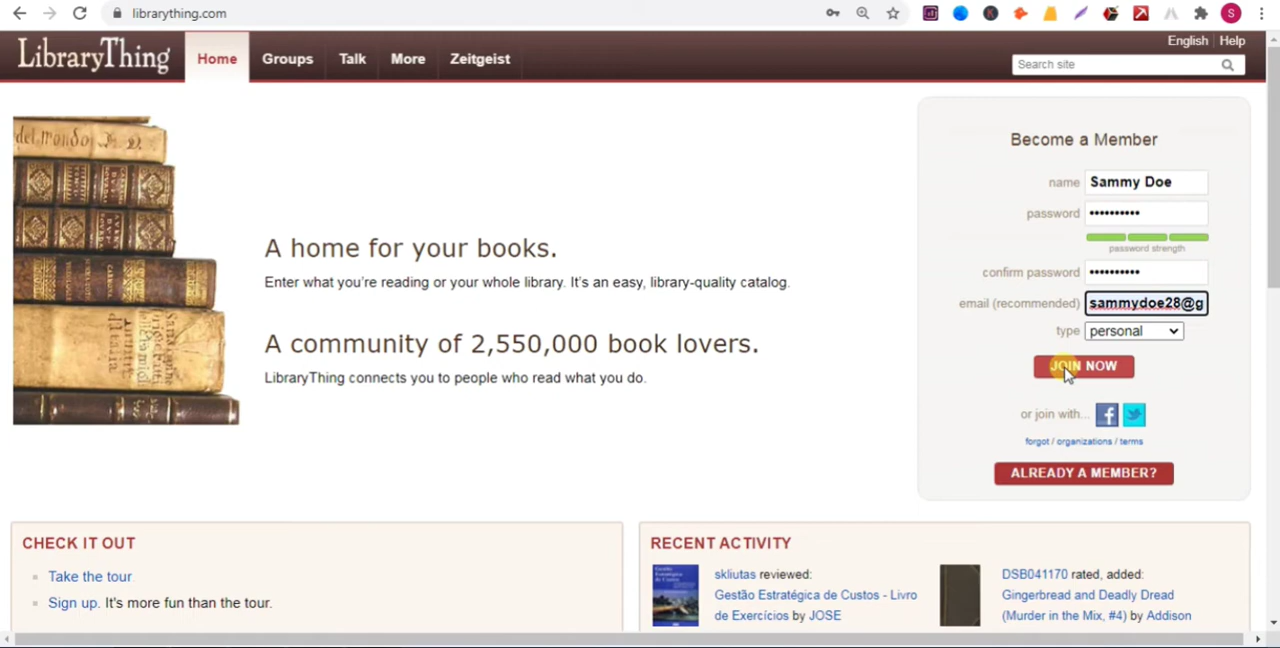 librarything.com
S
English | Help
LibraryThing
Home
Groups
Talk
More
Zeitgeist
Search site
del mondo
A home for your books.
Enter what you're reading or your whole library. It's an easy, library-quality catalog.
A community of 2,550,000 book lovers.
LibraryThing connects you to people who read what you do.
Become a Member
name Sammy Doe
password ••••••••••
password strength
confirm password ••••••••••
email (recommended) sammydoe28@g
type personal
JOIN NOW
or join with...
forgot / organizations / terms
ALREADY A MEMBER?
CHECK IT OUT
Take the tour
Sign up. It's more fun than the tour.
RECENT ACTIVITY
skliutas reviewed:
Gestão Estratégica de Custos - Livro
de Exercícios by JOSE
DSB041170 rated, added:
Gingerbread and Deadly Dread
(Murder in the Mix, #4) by Addison